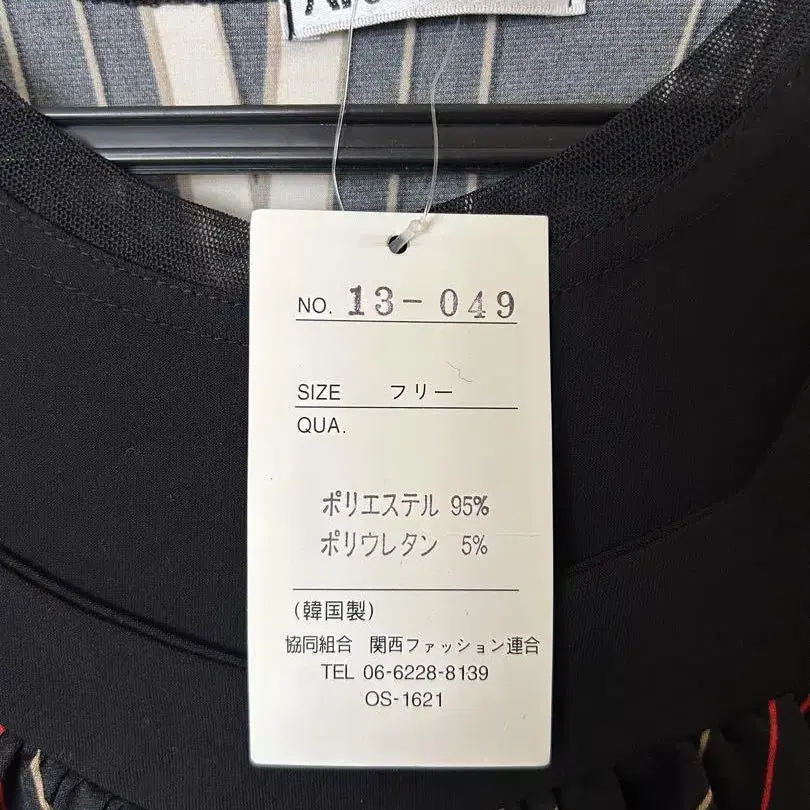 NO. 13-049
SIZE フリー
QUA.
ポリエステル 95%
ポリウレタン 5%
(韓国製)
協同組合 関西ファッション連合
TEL 06-6228-8139
OS-1621